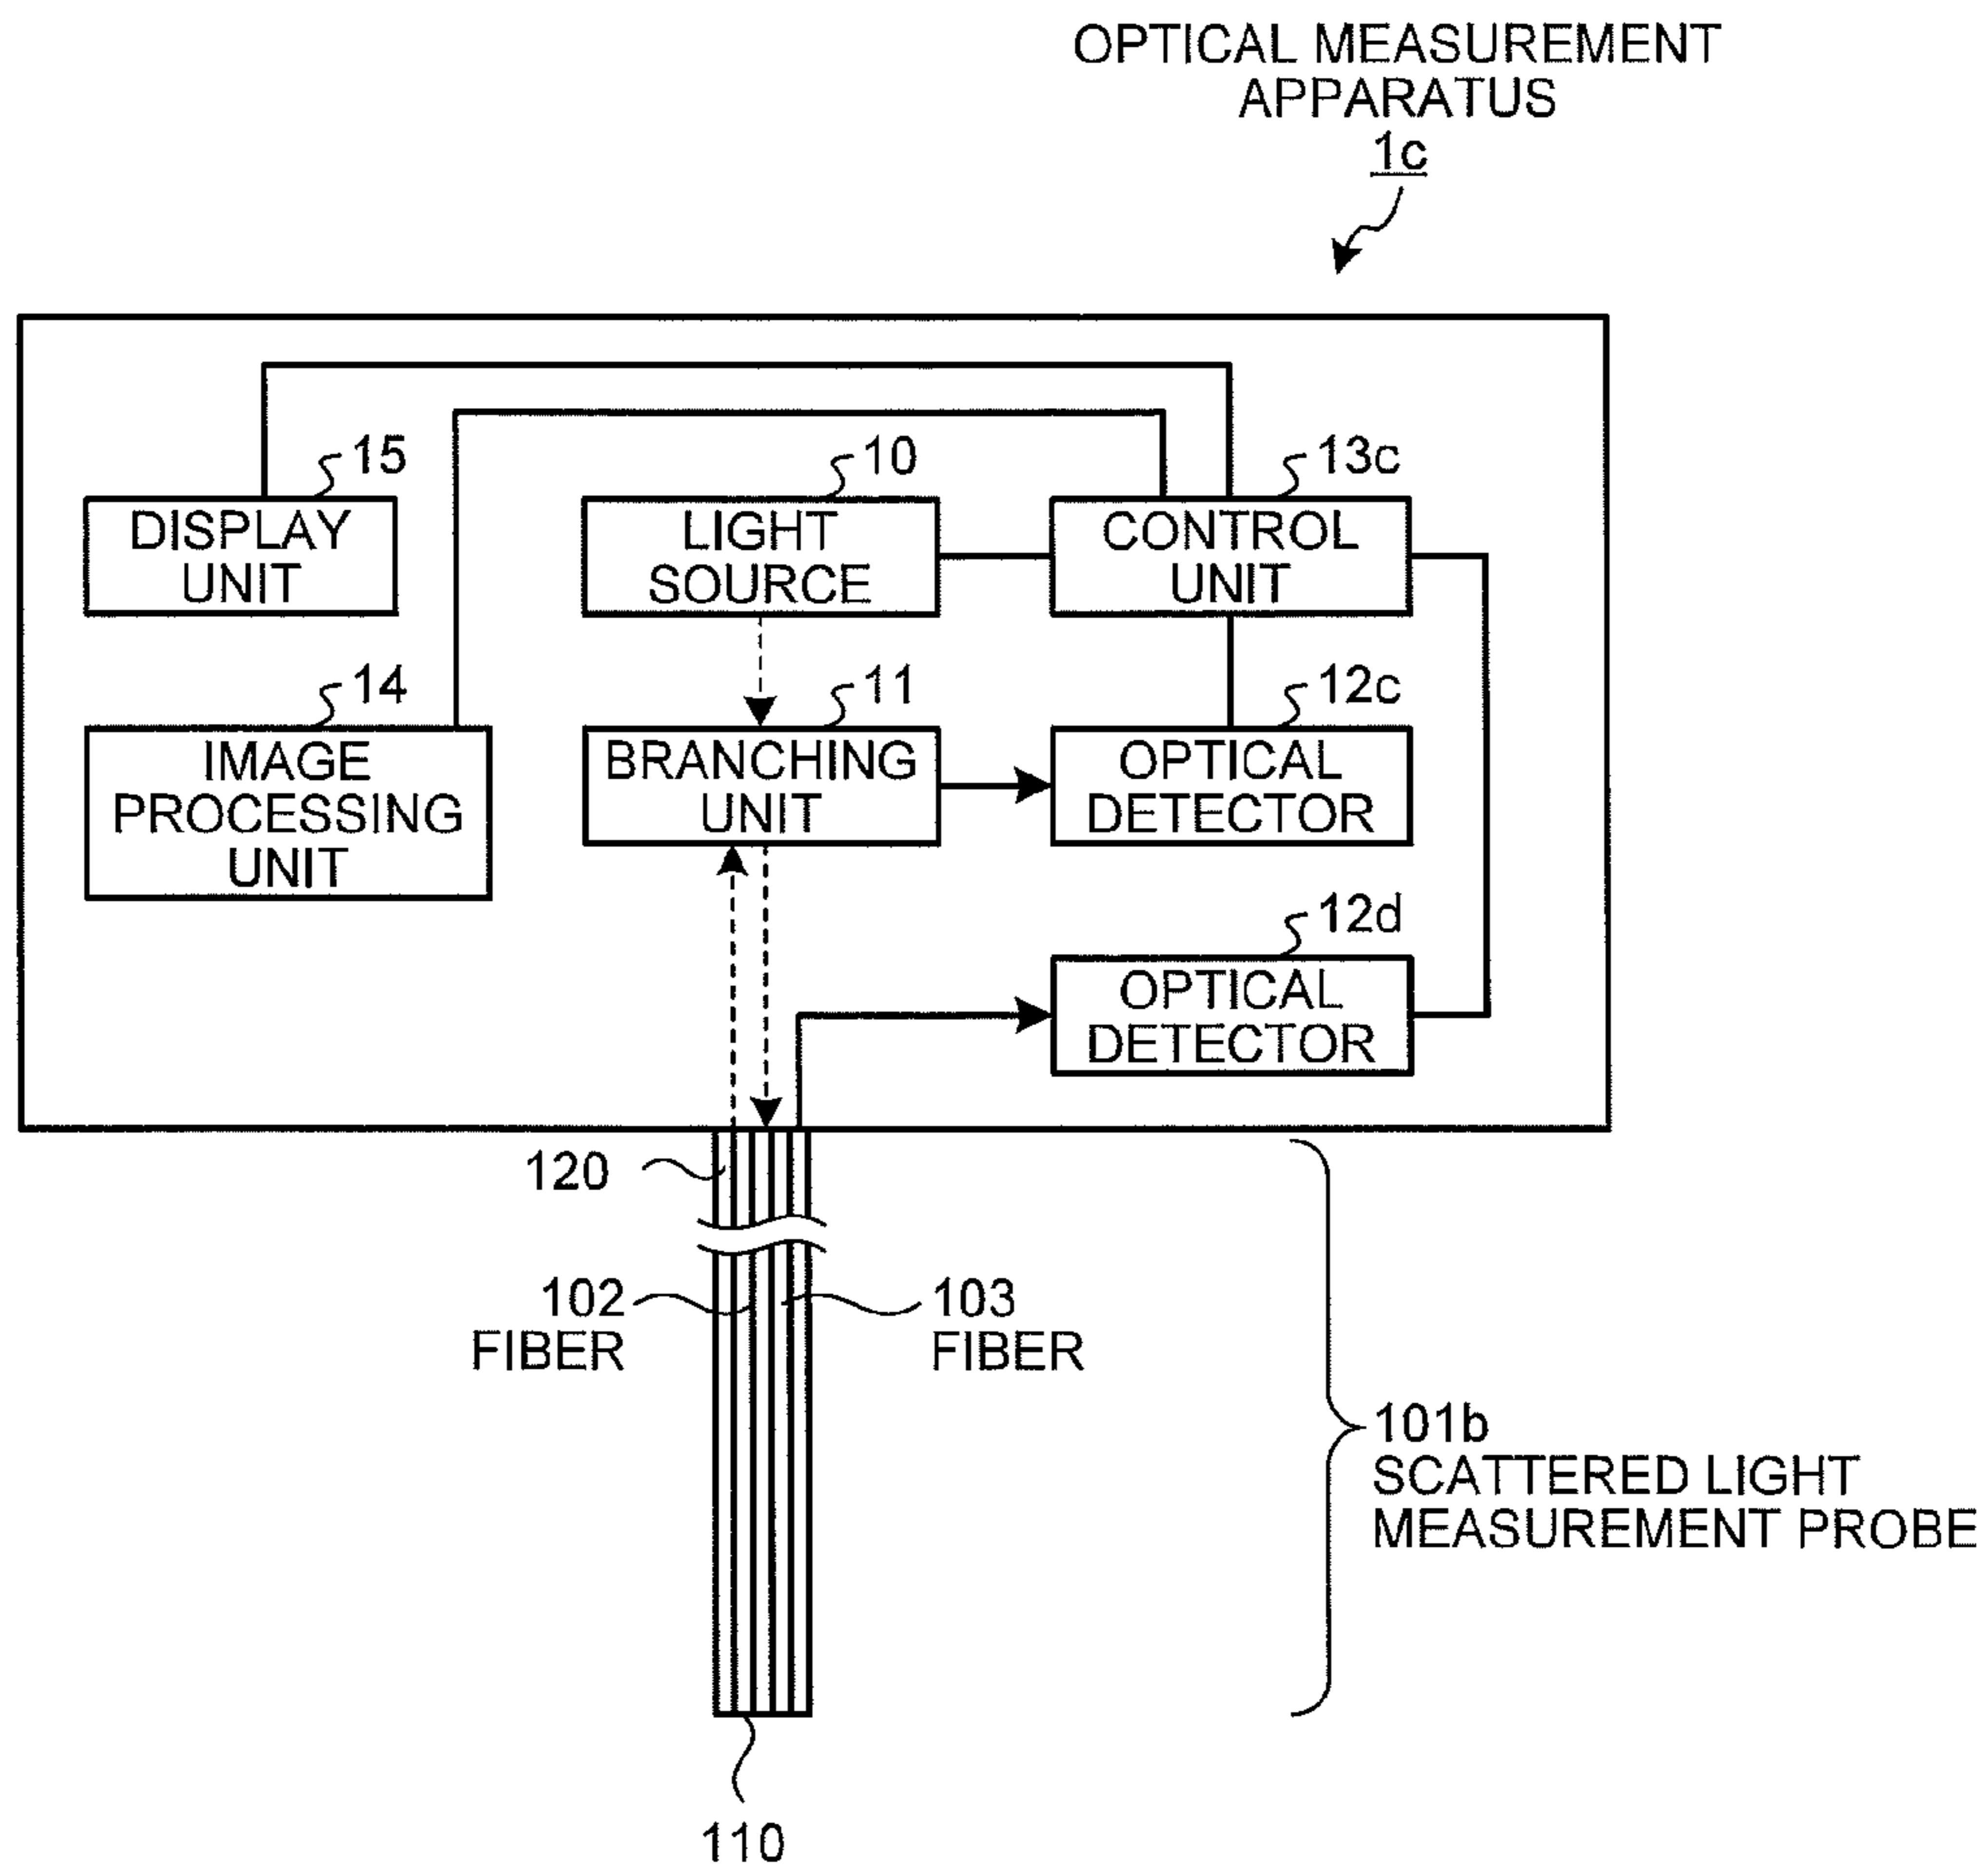 OPTICAL MEASUREMENT
APPARATUS
1c
15
10
13c
DISPLAY
UNIT
LIGHT
SOURCE
CONTROL
UNIT
14
11
12c
IMAGE
PROCESSING
UNIT
BRANCHING
UNIT
OPTICAL
DETECTOR
12d
OPTICAL
DETECTOR
120
102
FIBER
103
FIBER
101b
SCATTERED LIGHT
MEASUREMENT PROBE
110